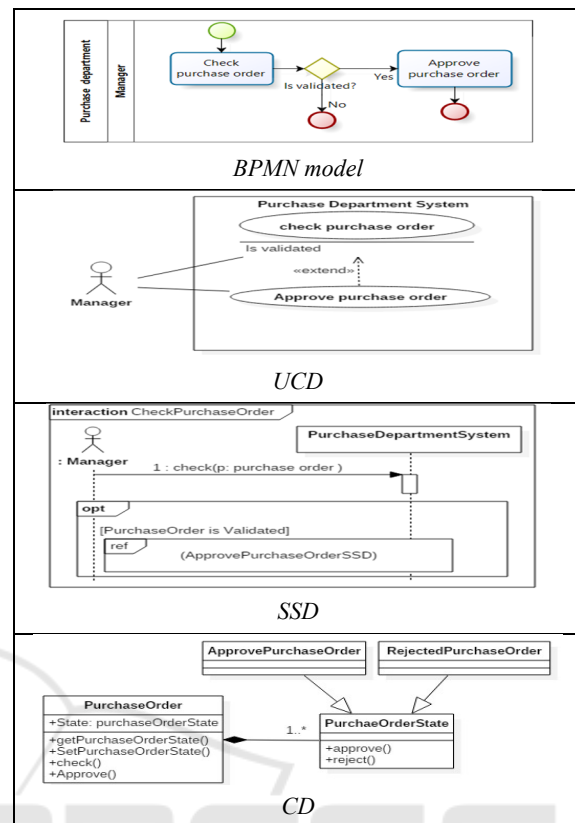 Purchase department
Manager
Check
purchase order
Is validated?
Yes
Approve
purchase order
No
BPMN model
Purchase Department System
check purchase order
Is validated
«extend»
Manager
Approve purchase order
UCD
interaction CheckPurchaseOrder
: Manager
PurchaseDepartmentSystem
1 : check(p: purchase order )
opt
[PurchaseOrder is Validated]
ref
(ApprovePurchaseOrderSSD)
SSD
ApprovePurchaseOrder
RejectedPurchaseOrder
PurchaseOrder
+State: purchaseOrderState
+getPurchaseOrderState()
+SetPurchaseOrderState()
+check()
+Approve()
1..*
PurchaeOrderState
+approve()
+reject()
CD